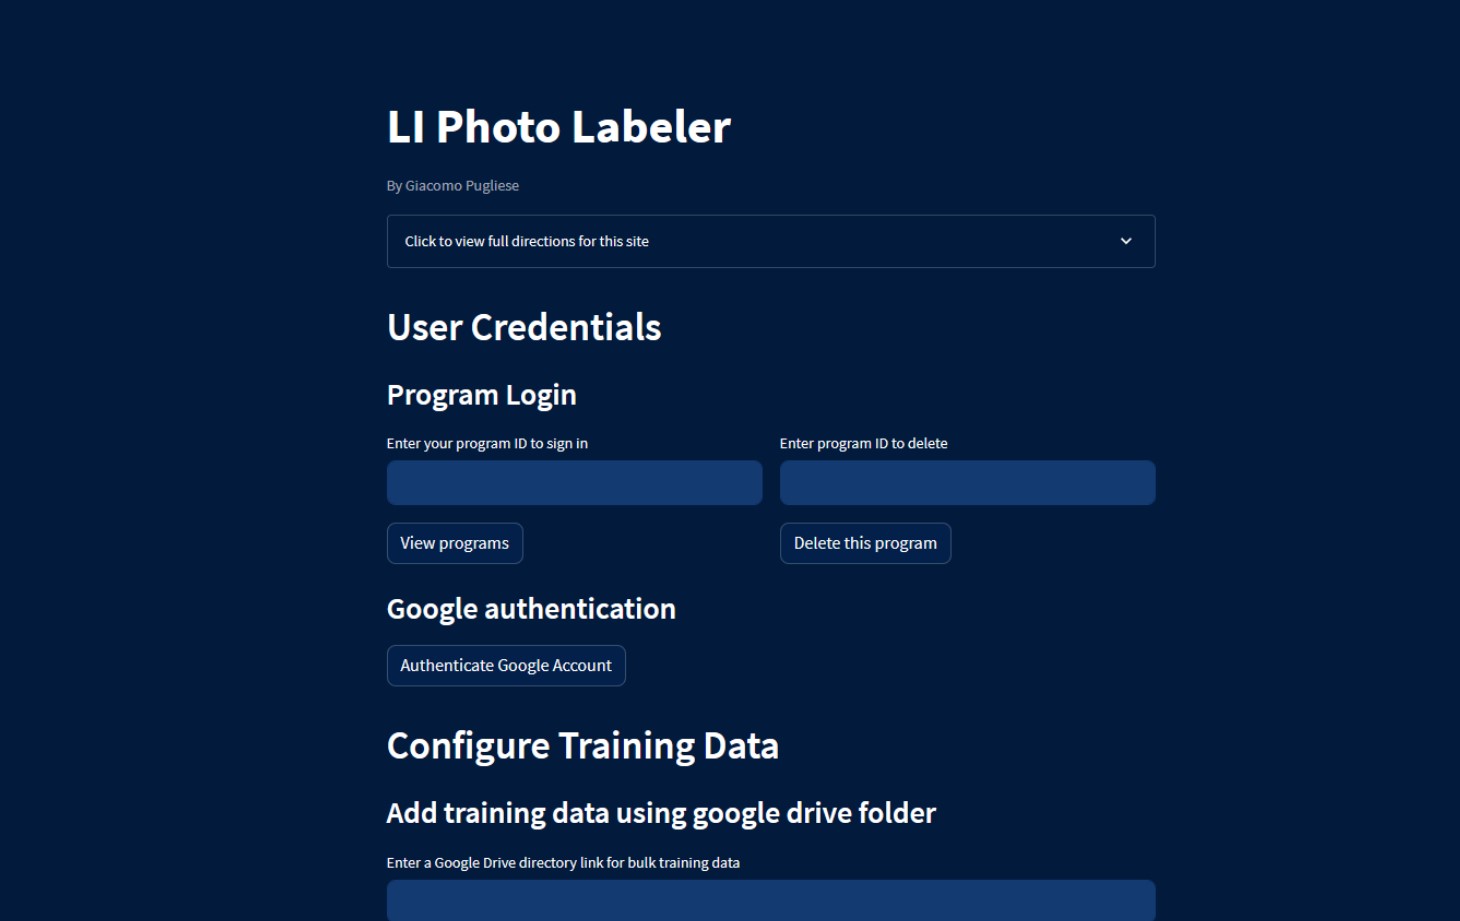 LI Photo Labeler
By Giacomo Pugliese
Click to view full directions for this site
User Credentials
Program Login
Enter your program ID to sign in
Enter program ID to delete
View programs
Delete this program
Google authentication
Authenticate Google Account
Configure Training Data
Add training data using google drive folder
Enter a Google Drive directory link for bulk training data